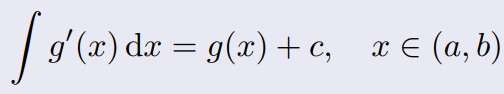 ∫ g′(x) dx = g(x) + c, x ∈ (a, b)